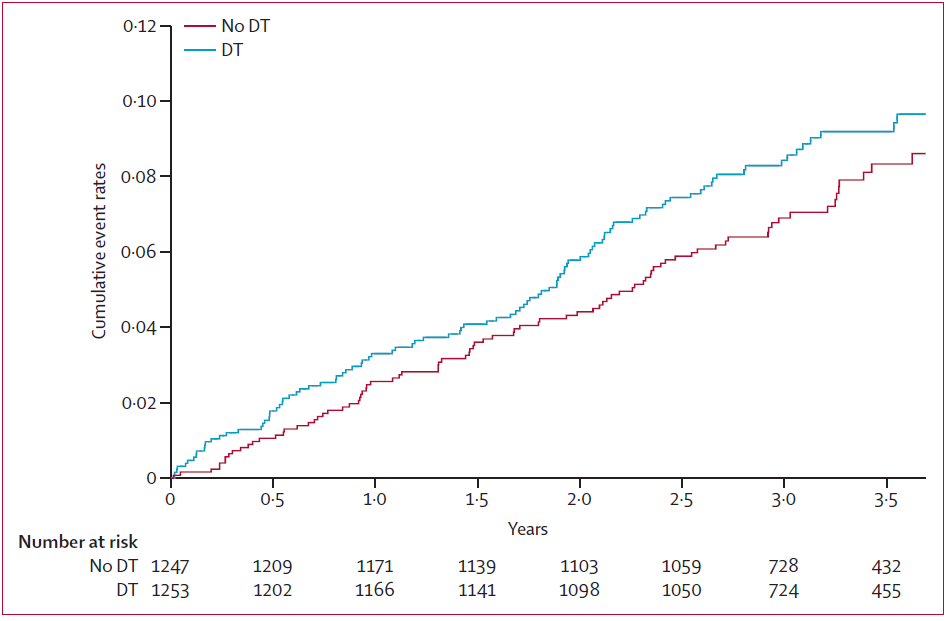 0·12
No DT
DT
0·10
0·08
0·06
0·04
0·02
0
Cumulative event rates
0 0·5 1·0 1·5 2·0 2·5 3·0 3·5
Years
Number at risk
No DT 1247 1209 1171 1139 1103 1059 728 432
DT 1253 1202 1166 1141 1098 1050 724 455